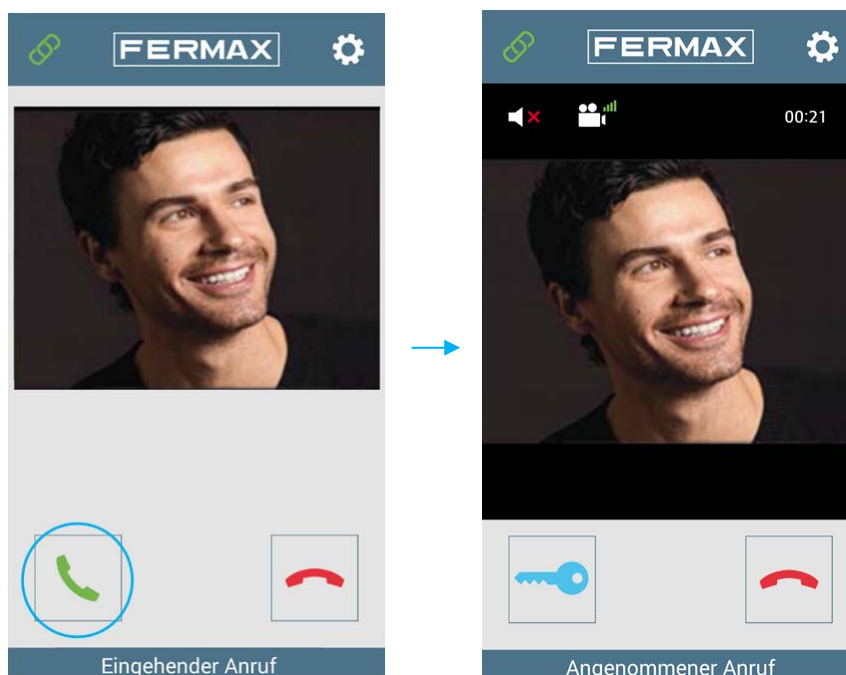 FERMAX
Eingehender Anruf
FERMAX
00:21
Angenommener Anruf